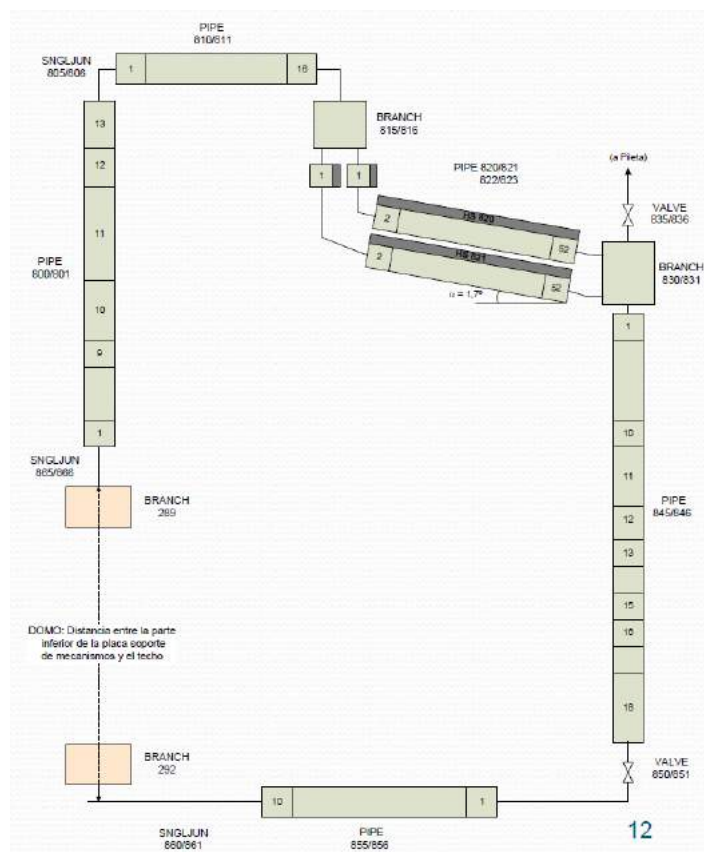 PIPE
810/811
SNGLJUN
805/806
1
16
13
12
11
10
9
1
PIPE
800/801
BRANCH
815/816
1
1
PIPE 820/821
822/823
2
HS 820
52
2
HS 821
52
α = 1,7º
(a Pileta)
VALVE
835/836
BRANCH
830/831
1
10
11
12
13
15
16
18
PIPE
845/846
SNGLJUN
865/866
BRANCH
289
DOMO: Distancia entre la parte
inferior de la placa soporte
de mecanismos y el techo
BRANCH
292
VALVE
850/851
10
1
SNGLJUN
860/861
PIPE
855/856
12